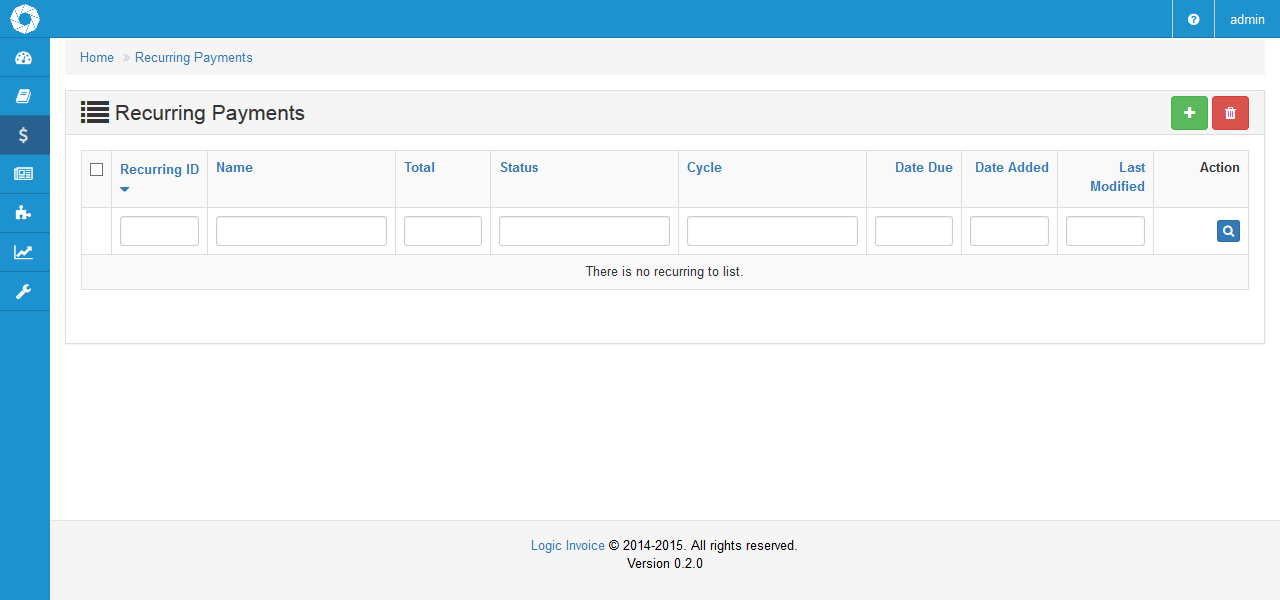 admin
Home » Recurring Payments
Recurring Payments
Recurring ID Name Total Status Cycle Date Due Date Added Last Modified Action
There is no recurring to list.
Logic Invoice © 2014-2015. All rights reserved.
Version 0.2.0